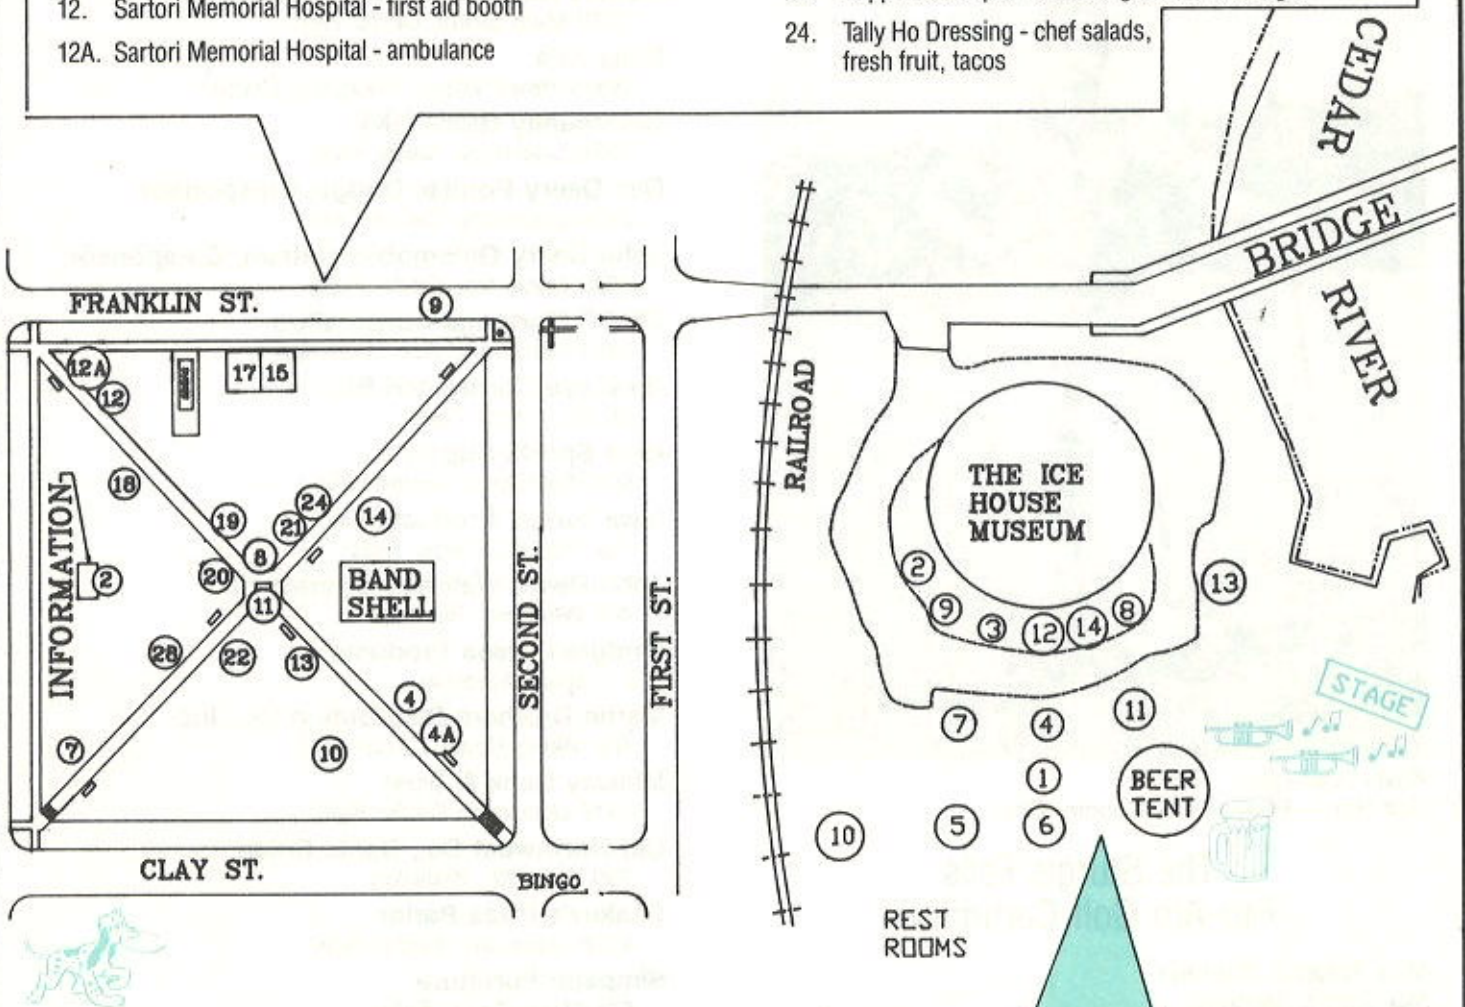 12. Sartori Memorial Hospital - first aid booth
12A. Sartori Memorial Hospital - ambulance
24. Tally Ho Dressing - chef salads,
fresh fruit, tacos
CEDAR
BRIDGE
RIVER
FRANKLIN ST.
9
12A
12
17 15
18
19
24
21
14
8
20
11
2
INFORMATION
BAND
SHELL
22
13
4
4A
7
10
SECOND ST.
FIRST ST.
CLAY ST.
BINGO
RAILROAD
THE ICE
HOUSE
MUSEUM
2
9
3
12
14
8
13
7
4
11
1
5
6
10
BEER
TENT
STAGE
REST
ROOMS